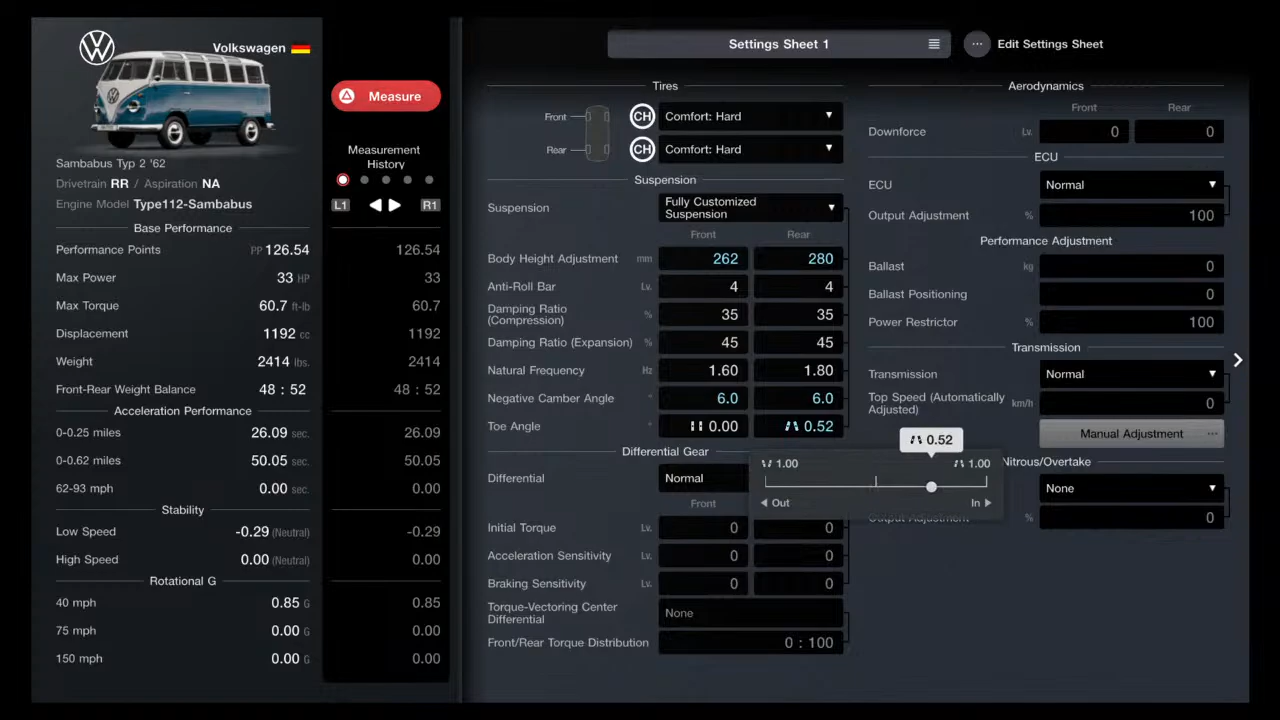 Volkswagen
Sambabus Typ 2 '62
Drivetrain RR / Aspiration NA
Engine Model Type112-Sambabus
Base Performance
Performance Points PP 126.54
Max Power 33 HP
Max Torque 60.7 ft-lb
Displacement 1192 cc
Weight 2414 lbs.
Front-Rear Weight Balance 48 : 52
Acceleration Performance
0-0.25 miles 26.09 sec.
0-0.62 miles 50.05 sec.
62-93 mph 0.00 sec.
Stability
Low Speed -0.29 (Neutral)
High Speed 0.00 (Neutral)
Rotational G
40 mph 0.85 G
75 mph 0.00 G
150 mph 0.00 G
Measure
Measurement
History
L1 R1
126.54
33
60.7
1192
2414
48 : 52
26.09
50.05
0.00
-0.29
0.00
0.85
0.00
0.00
Settings Sheet 1
Edit Settings Sheet
Tires
Front CH Comfort: Hard
Rear CH Comfort: Hard
Suspension
Suspension Fully Customized
Suspension
Front Rear
Body Height Adjustment mm 262 280
Anti-Roll Bar Lv. 4 4
Damping Ratio
(Compression) % 35 35
Damping Ratio (Expansion) % 45 45
Natural Frequency Hz 1.60 1.80
Negative Camber Angle ° 6.0 6.0
Toe Angle ° 0.00 0.52
Differential Gear
Differential Normal
Front
Initial Torque Lv. 0 0
Acceleration Sensitivity Lv. 0 0
Braking Sensitivity Lv. 0 0
Torque-Vectoring Center
Differential None
Front/Rear Torque Distribution 0 : 100
0.52
1.00 1.00
Out In
Aerodynamics
Front Rear
Downforce Lv. 0 0
ECU
ECU Normal
Output Adjustment % 100
Performance Adjustment
Ballast kg 0
Ballast Positioning 0
Power Restrictor % 100
Transmission
Transmission Normal
Top Speed (Automatically
Adjusted) km/h 0
Manual Adjustment
Nitrous/Overtake
None
Output Adjustment % 0